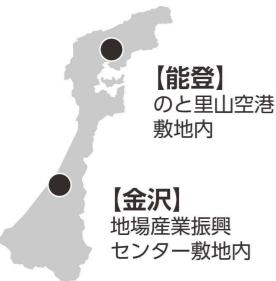 【能登】
のと里山空港
敷地内
【金沢】
地場産業振興
センター敷地内